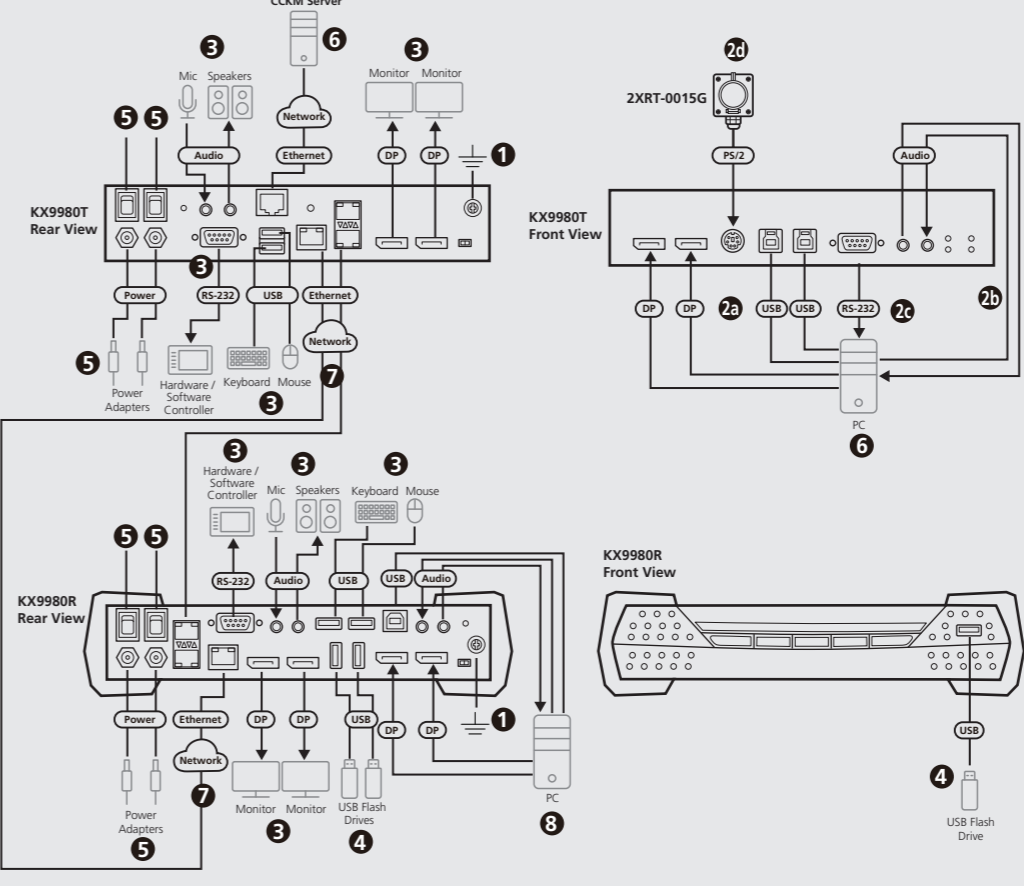 CCKM Server
6
3
3
Mic
Speakers
Monitor
Monitor
5
5
Network
Audio
Ethernet
DP
DP
1
KX9980T
Rear View
3
Power
RS-232
USB
Ethernet
Network
5
7
Power
Adapters
Hardware /
Software
Controller
Keyboard
Mouse
3
2d
2XRT-0015G
PS/2
Audio
KX9980T
Front View
DP
DP
2a
USB
USB
RS-232
2c
2b
PC
6
3
Hardware /
Software
Controller
3
Mic
Speakers
3
Keyboard
Mouse
5
5
RS-232
Audio
USB
USB
Audio
KX9980R
Rear View
Power
Ethernet
DP
DP
USB
DP
DP
1
Network
7
Power
Adapters
5
Monitor
Monitor
3
USB Flash
Drives
4
PC
8
KX9980R
Front View
USB
4
USB Flash
Drive